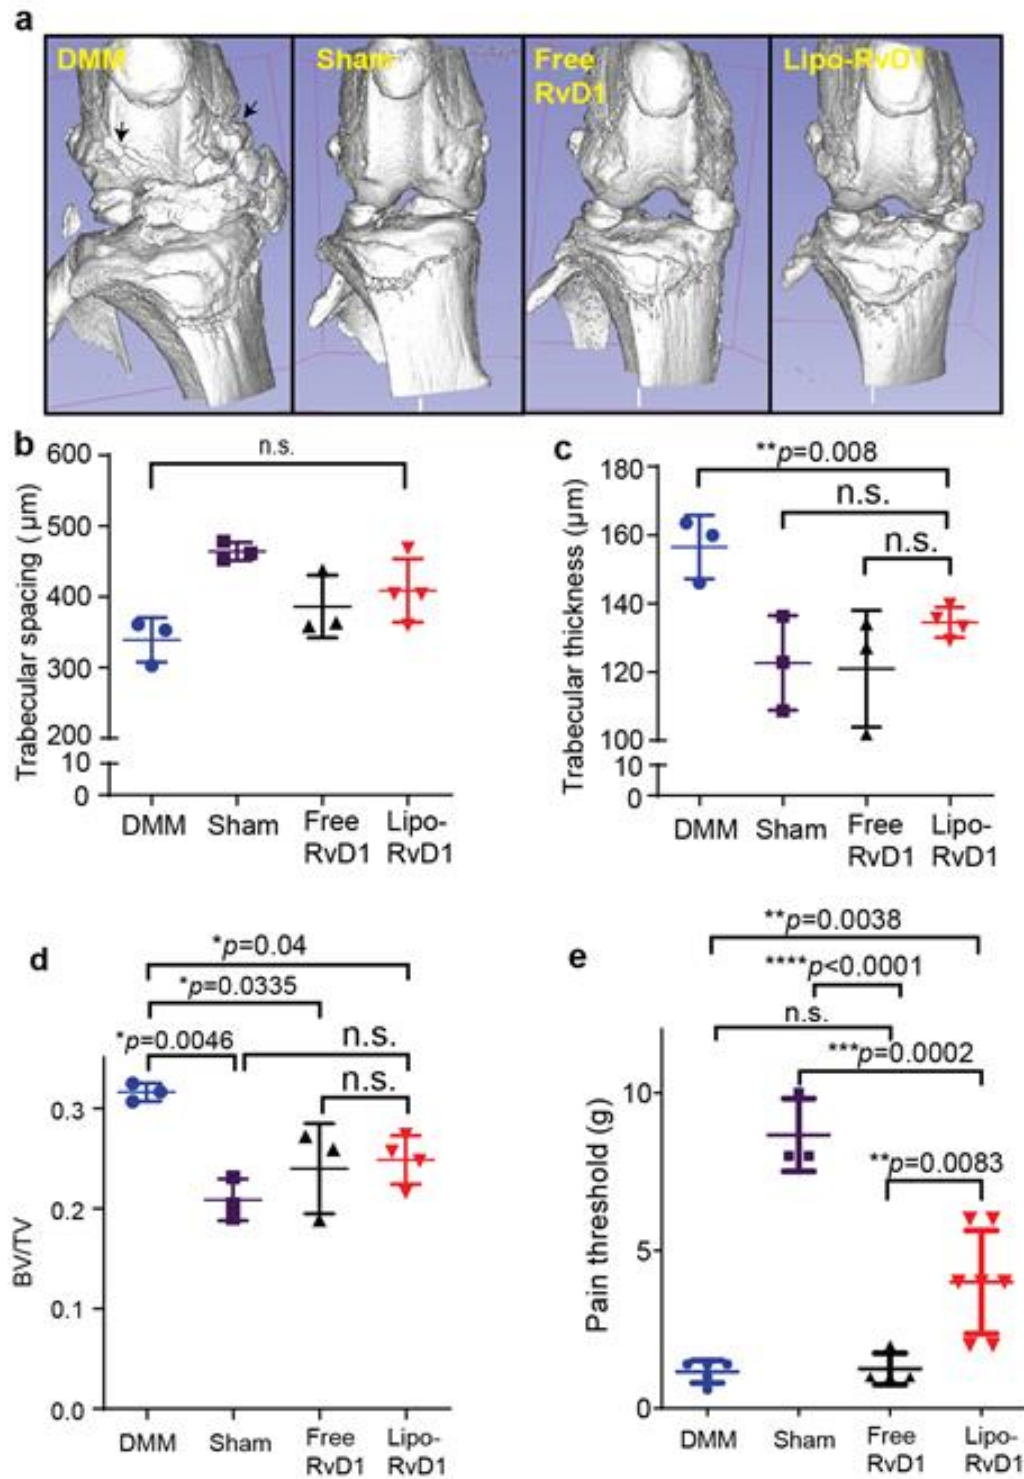 a
DMM
Sham
Free
RvD1
Lipo-RvD1
b
n.s.
Trabecular spacing (μm)
600
500
400
300
200
10
0
DMM
Sham
Free
RvD1
Lipo-
RvD1
c
**p=0.008
n.s.
n.s.
Trabecular thickness (μm)
180
160
140
120
100
10
0
DMM
Sham
Free
RvD1
Lipo-
RvD1
d
*p=0.04
*p=0.0335
*p=0.0046
n.s.
n.s.
BV/TV
0.3
0.2
0.1
0.0
DMM
Sham
Free
RvD1
Lipo-
RvD1
e
**p=0.0038
****p<0.0001
n.s.
***p=0.0002
**p=0.0083
Pain threshold (g)
10
5
0
DMM
Sham
Free
RvD1
Lipo-
RvD1